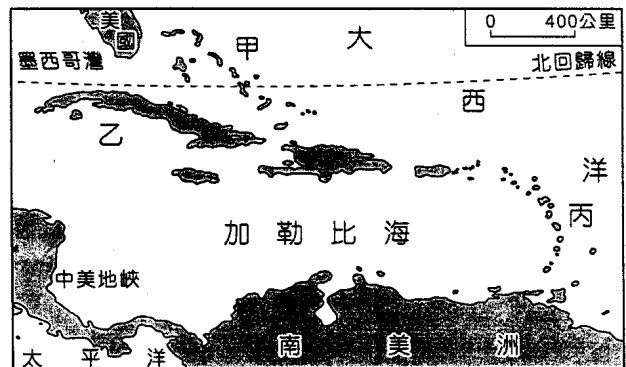 美國
0 400公里
甲
大
墨西哥灣
北回歸線
西
乙
洋
丙
加勒比海
中美地峽
南美洲
太平洋